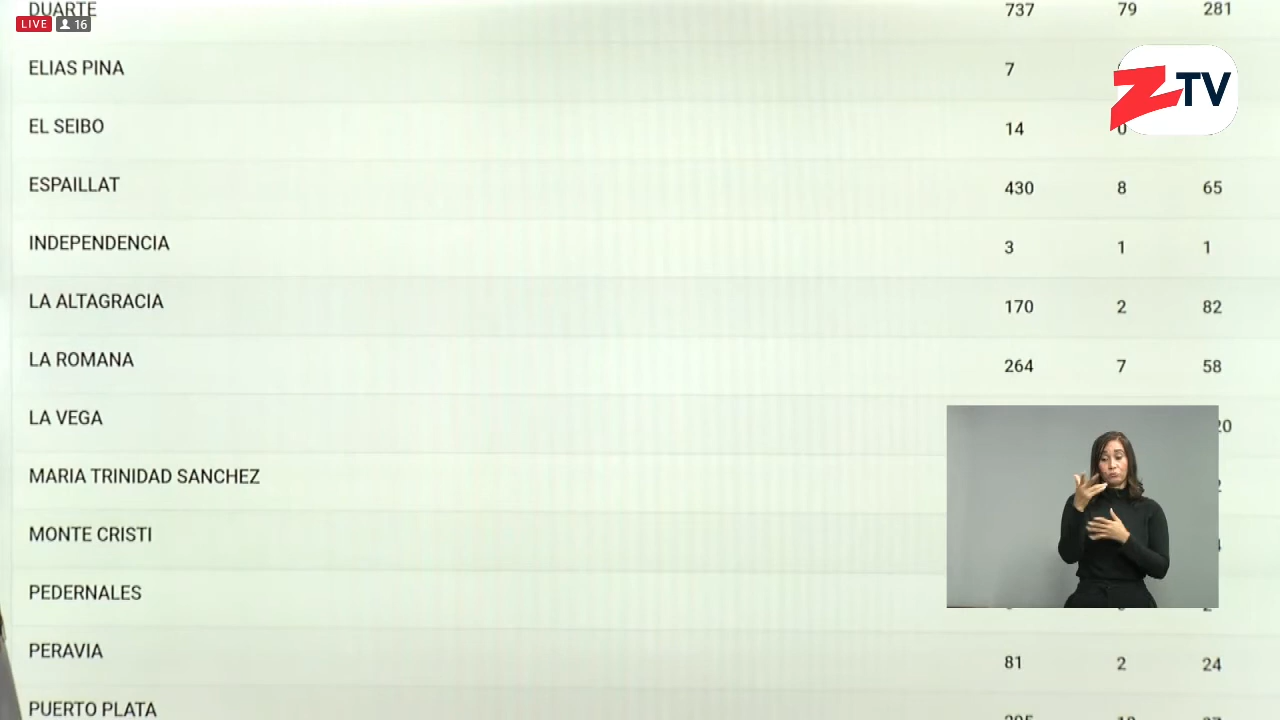 DUARTE 737 79 281
LIVE 16
ELIAS PINA 7
ZTV
EL SEIBO 14 0
ESPAILLAT 430 8 65
INDEPENDENCIA 3 1 1
LA ALTAGRACIA 170 2 82
LA ROMANA 264 7 58
LA VEGA
MARIA TRINIDAD SANCHEZ
MONTE CRISTI
PEDERNALES
PERAVIA 81 2 24
PUERTO PLATA